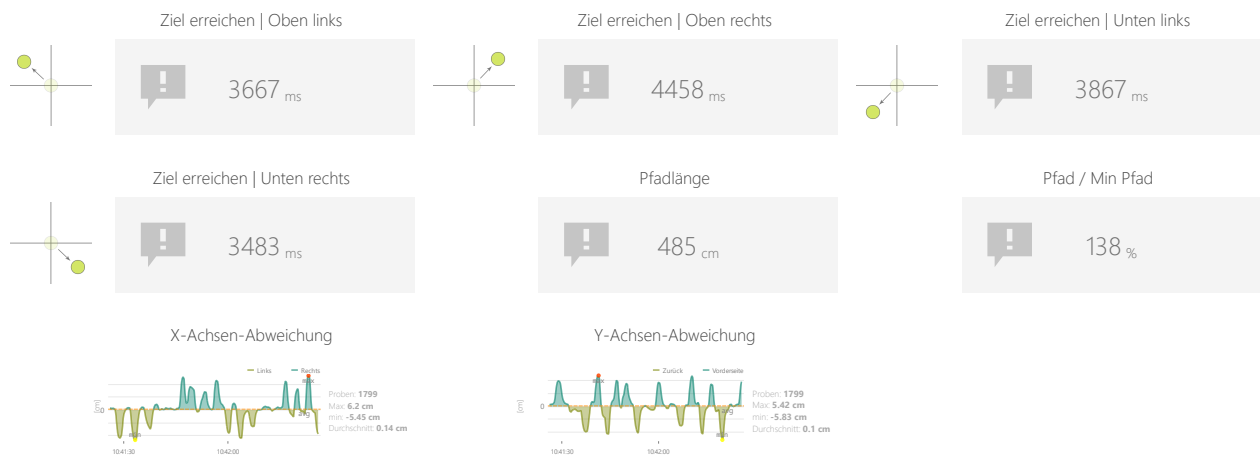 Ziel erreichen | Oben links
Ziel erreichen | Oben rechts
Ziel erreichen | Unten links
3667 ms
4458 ms
3867 ms
Ziel erreichen | Unten rechts
Pfadlänge
Pfad / Min Pfad
3483 ms
485 cm
138 %
X-Achsen-Abweichung
Links
Rechts
max
[cm]
0
avg
min
10:41:30
10:42:00
Proben: 1799
Max: 6.2 cm
min: -5.45 cm
Durchschnitt: 0.14 cm
Y-Achsen-Abweichung
Zurück
Vorderseite
max
[cm]
0
avg
min
10:41:30
10:42:00
Proben: 1799
Max: 5.42 cm
min: -5.83 cm
Durchschnitt: 0.1 cm